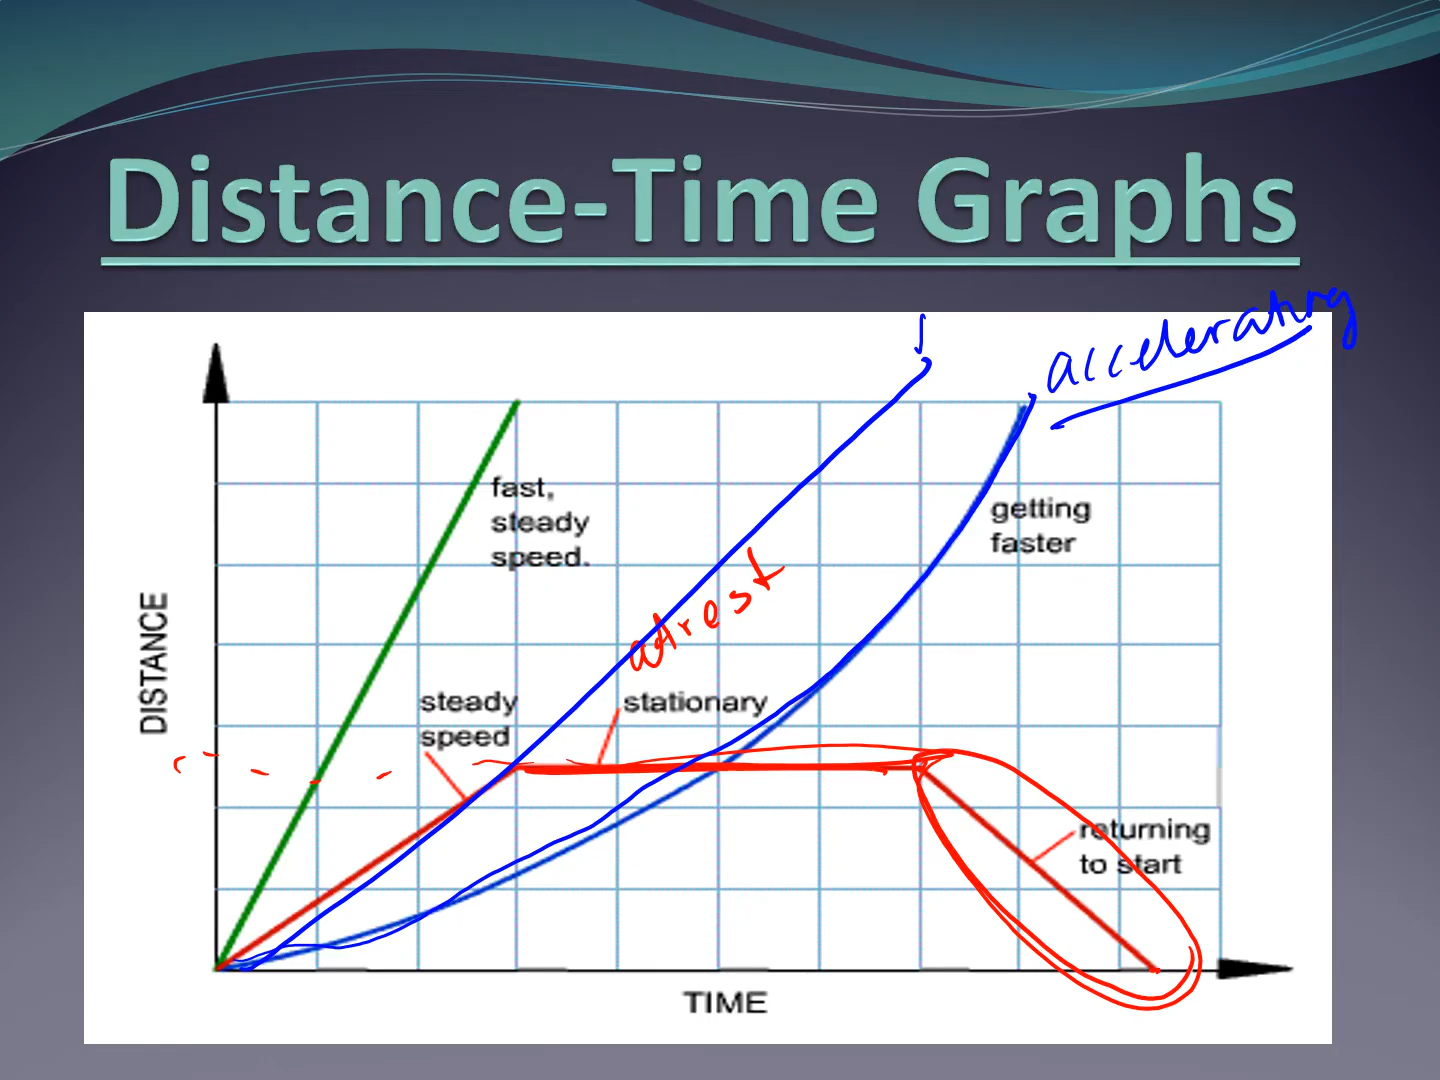 Distance-Time Graphs
accelerating
fast,
steady
speed.
getting
faster
at rest
DISTANCE
steady
speed
stationary
returning
to start
TIME